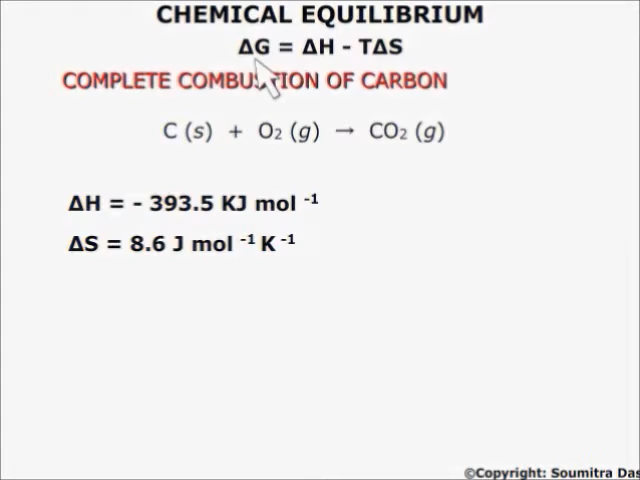 CHEMICAL EQUILIBRIUM
ΔG = ΔH - TΔS
COMPLETE COMBUSTION OF CARBON
C (s) + O₂ (g) → CO₂ (g)
ΔH = - 393.5 KJ mol ⁻¹
ΔS = 8.6 J mol ⁻¹ K ⁻¹
©Copyright: Soumitra Das